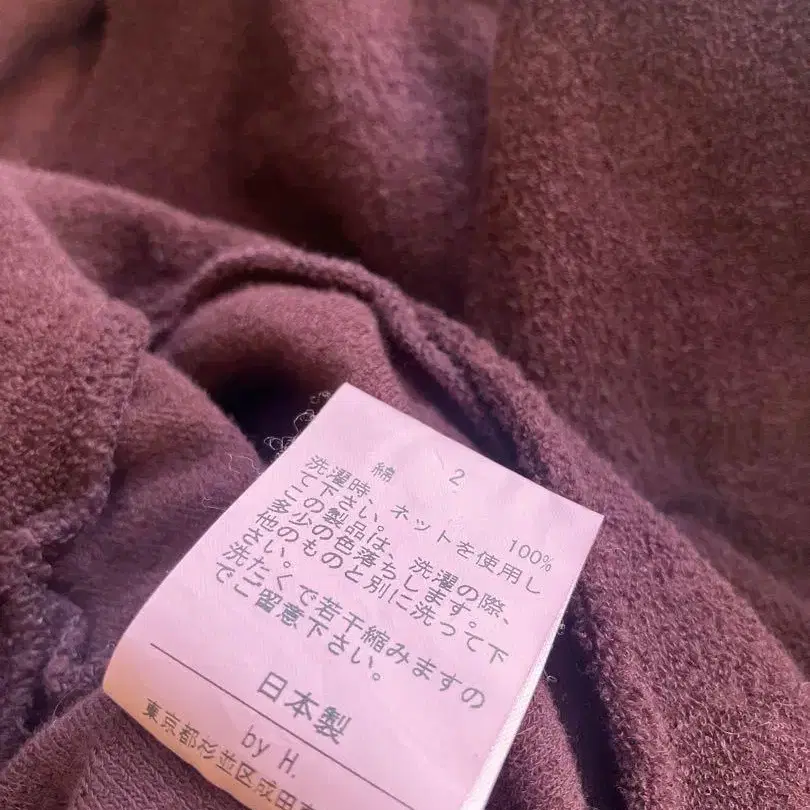 2
綿 100%
洗濯時、ネットを使用し
て下さい。
この製品は、洗濯の際、
多少の色落ちします。
他のものと別に洗って下
さい。
洗たくで若干縮みますの
でご留意下さい。
日本製
by H.
東京都杉並区成田東